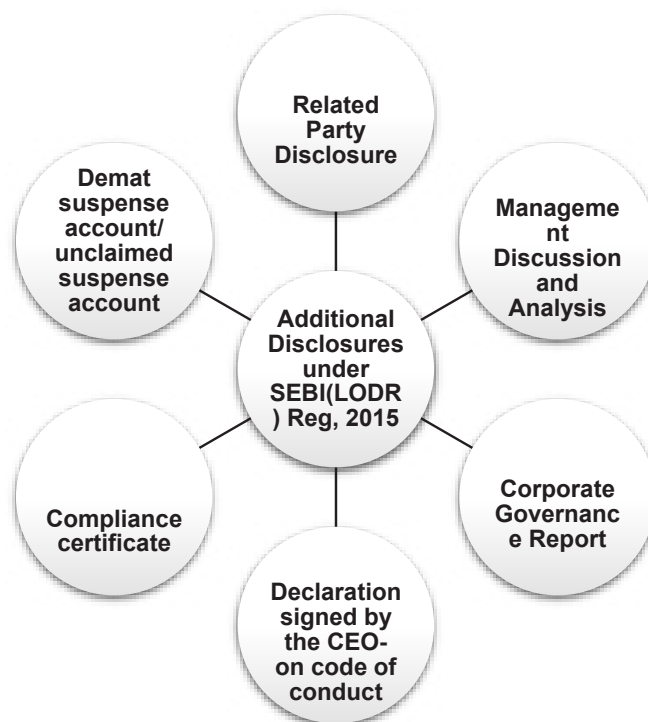 Related
Party
Disclosure
Manageme
nt
Discussion
and
Analysis
Corporate
Governanc
e Report
Declaration
signed by
the CEO-
on code of
conduct
Compliance
certificate
Demat
suspense
account/
unclaimed
suspense
account
Additional
Disclosures
under
SEBI(LODR
) Reg, 2015